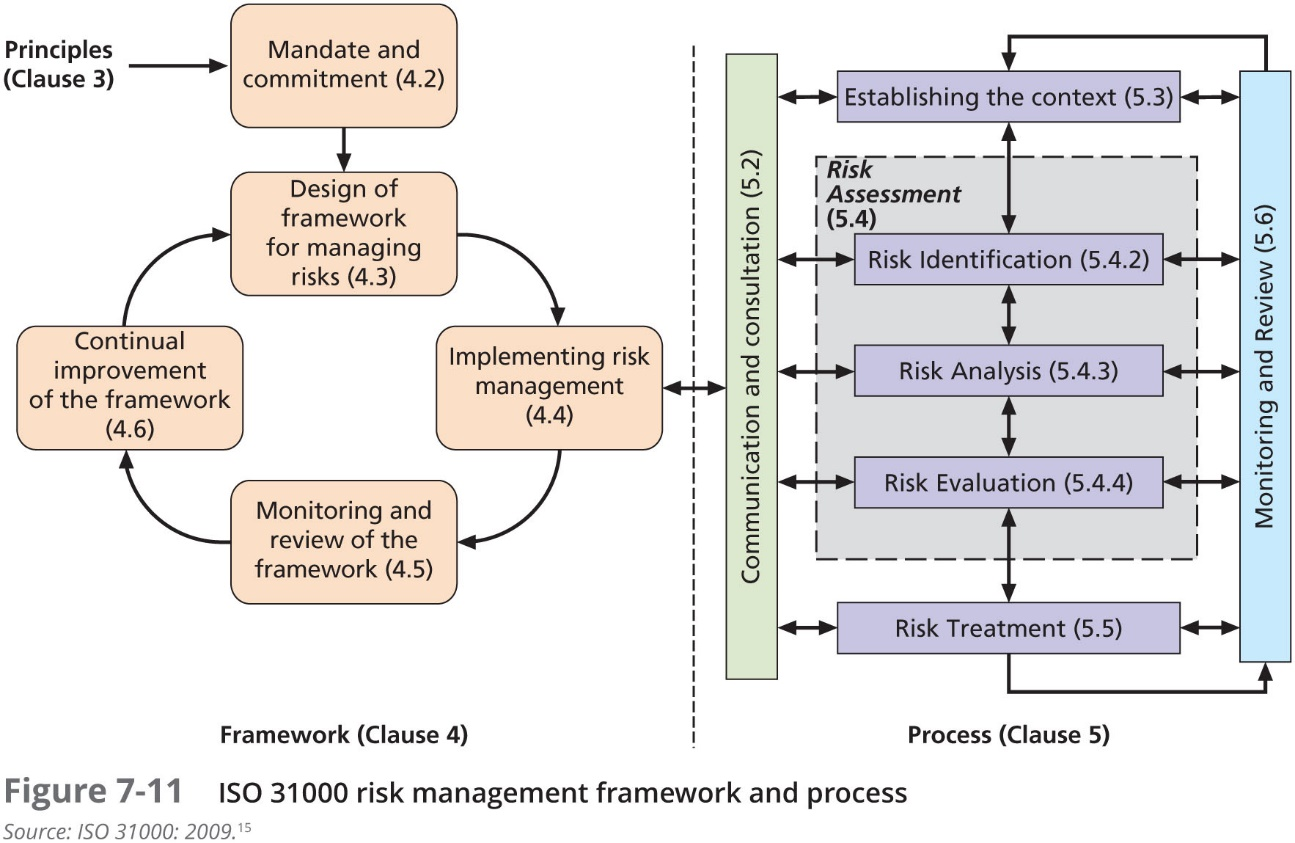 Principles
(Clause 3)
Mandate and
commitment (4.2)
Design of
framework
for managing
risks (4.3)
Continual
improvement
of the framework
(4.6)
Implementing risk
management
(4.4)
Monitoring and
review of the
framework (4.5)
Framework (Clause 4)
Communication and consultation (5.2)
Establishing the context (5.3)
Risk
Assessment
(5.4)
Risk Identification (5.4.2)
Risk Analysis (5.4.3)
Risk Evaluation (5.4.4)
Risk Treatment (5.5)
Monitoring and Review (5.6)
Process (Clause 5)
Figure 7-11 ISO 31000 risk management framework and process
Source: ISO 31000: 2009.15